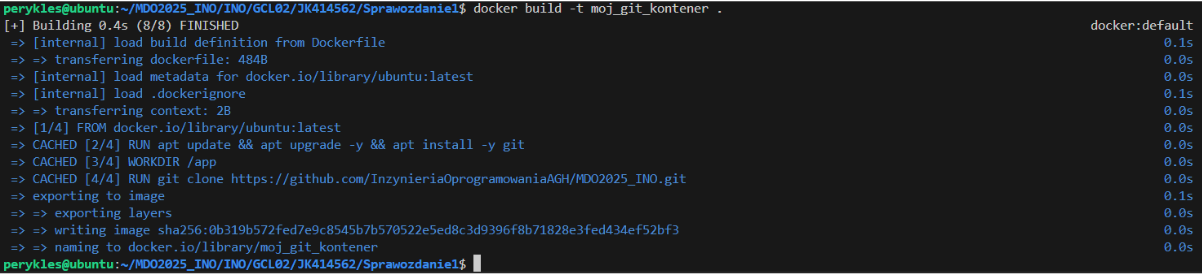 perykles@ubuntu:~/MDO2025_INO/INO/GCL02/JK414562/Sprawozdanie1$ docker build -t moj_git_kontener .
[+] Building 0.4s (8/8) FINISHED docker:default
=> [internal] load build definition from Dockerfile 0.1s
=> => transferring dockerfile: 484B 0.0s
=> [internal] load metadata for docker.io/library/ubuntu:latest 0.0s
=> [internal] load .dockerignore 0.1s
=> => transferring context: 2B 0.0s
=> [1/4] FROM docker.io/library/ubuntu:latest 0.0s
=> CACHED [2/4] RUN apt update && apt upgrade -y && apt install -y git 0.0s
=> CACHED [3/4] WORKDIR /app 0.0s
=> CACHED [4/4] RUN git clone https://github.com/InzynieriaOprogramowaniaAGH/MDO2025_INO.git 0.0s
=> exporting to image 0.1s
=> => exporting layers 0.0s
=> => writing image sha256:0b319b572fed7e9c8545b7b570522e5ed8c3d9396f8b71828e3fed434ef52bf3 0.0s
=> => naming to docker.io/library/moj_git_kontener 0.0s
perykles@ubuntu:~/MDO2025_INO/INO/GCL02/JK414562/Sprawozdanie1$